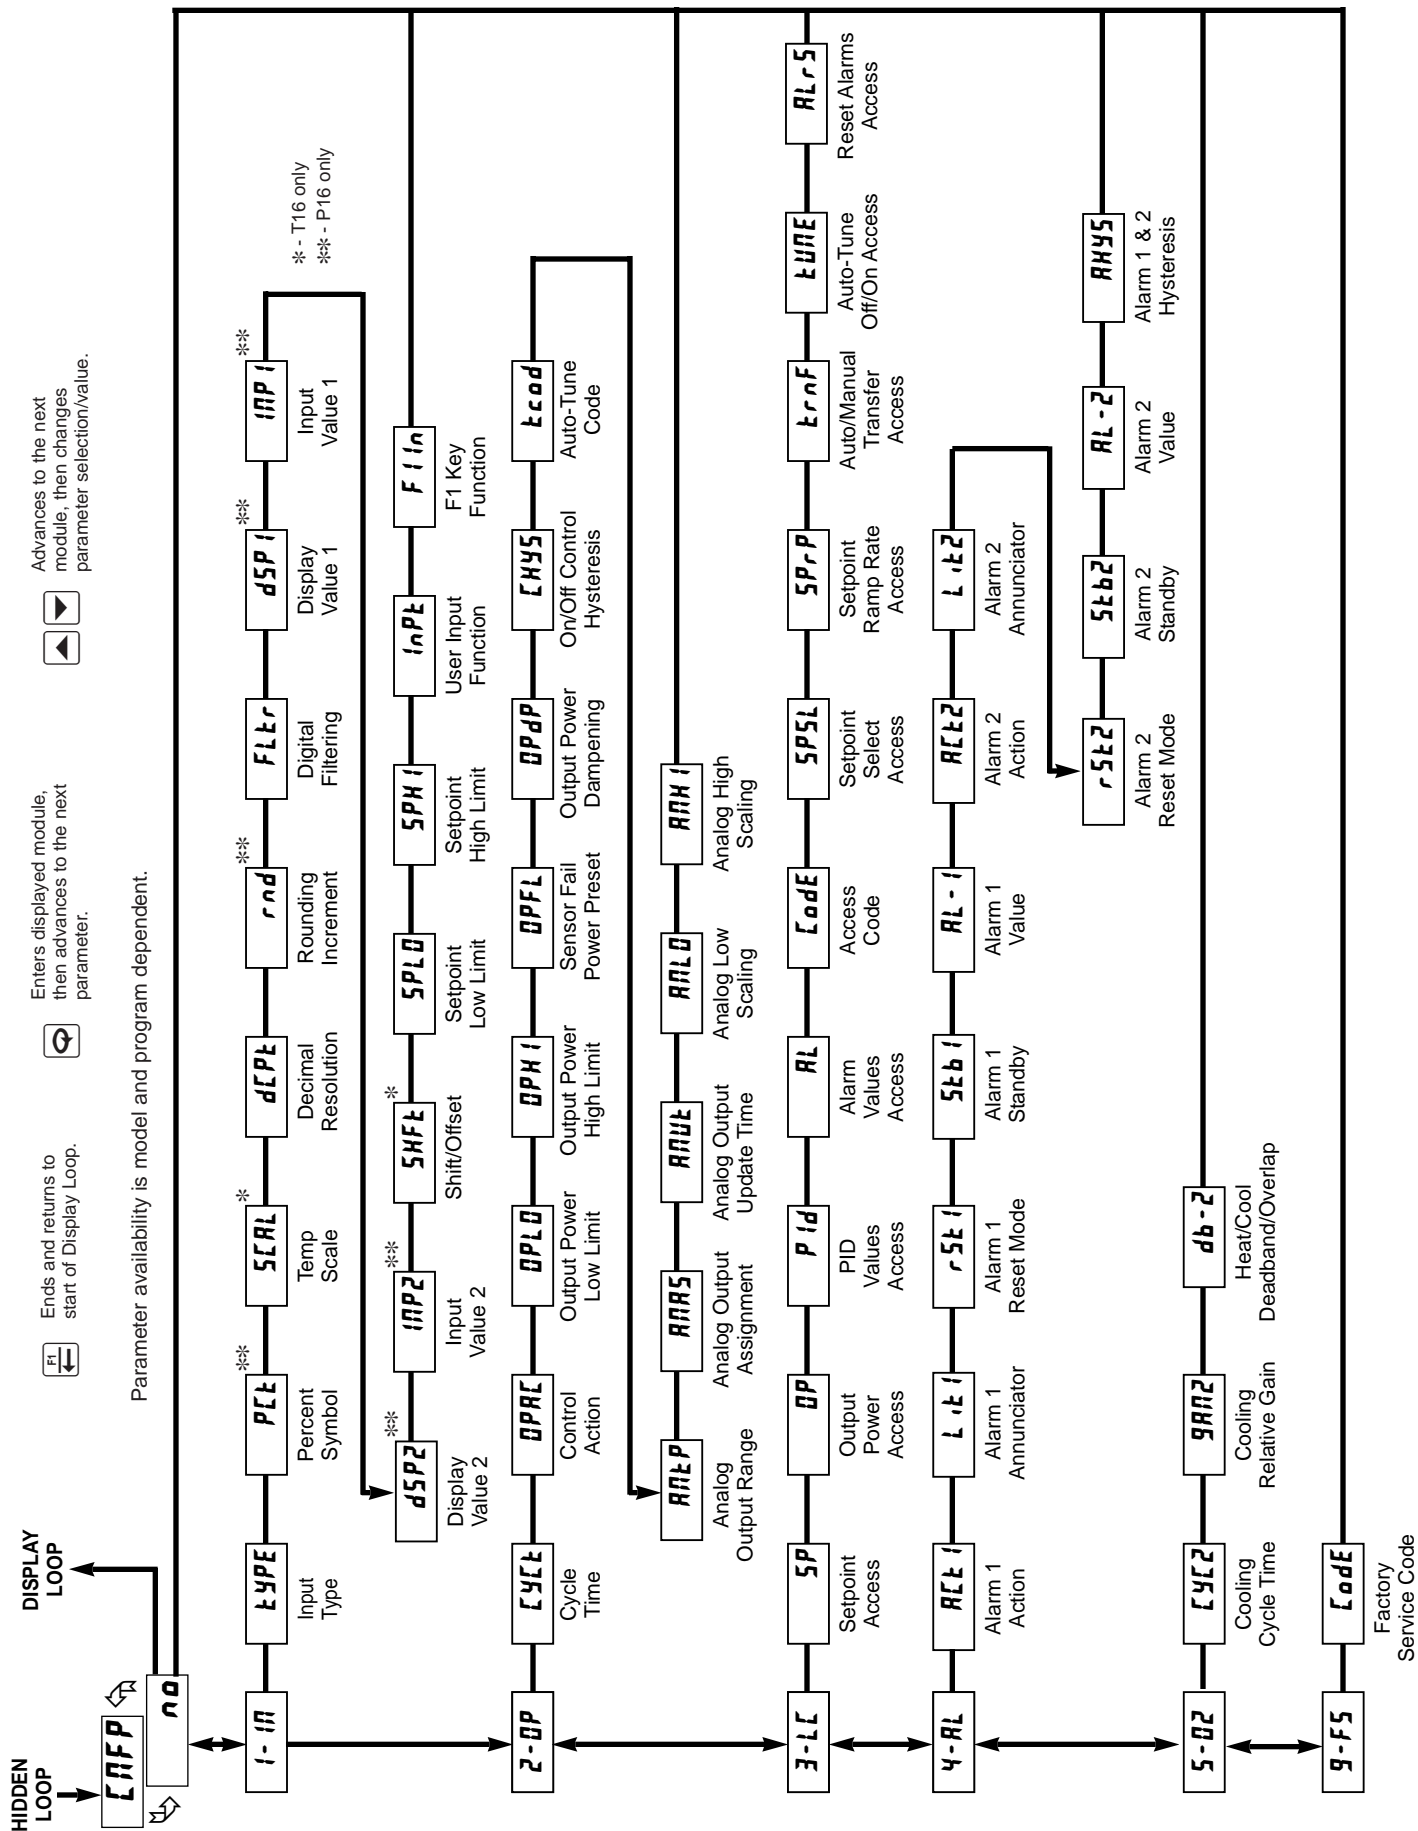 HIDDEN
LOOP
DISPLAY
LOOP
CNFP
no
F1
Ends and returns to
start of Display Loop.
Enters displayed module,
then advances to the next
parameter.
Advances to the next
module, then changes
parameter selection/value.
Parameter availability is model and program dependent.
* - T16 only
** - P16 only
1-IN
tYPE
Input
Type
PCt
**
Percent
Symbol
SCAL
*
Temp
Scale
dCPt
Decimal
Resolution
rnd
**
Rounding
Increment
FLtr
Digital
Filtering
dSP1
**
Display
Value 1
INP1
**
Input
Value 1
dSP2
**
Display
Value 2
INP2
**
Input
Value 2
SHFt
*
Shift/Offset
SPLO
Setpoint
Low Limit
SPHI
Setpoint
High Limit
InPt
User Input
Function
F1In
F1 Key
Function
2-OP
CYCt
Cycle
Time
OPAC
Control
Action
OPLO
Output Power
Low Limit
OPHI
Output Power
High Limit
OPFL
Sensor Fail
Power Preset
OPdP
Output Power
Dampening
CHYS
On/Off Control
Hysteresis
tcod
Auto-Tune
Code
ANtP
Analog
Output Range
ANAS
Analog Output
Assignment
ANUt
Analog Output
Update Time
ANLO
Analog Low
Scaling
ANHI
Analog High
Scaling
3-LC
SP
Setpoint
Access
OP
Output
Power
Access
PId
PID
Values
Access
AL
Alarm
Values
Access
CodE
Access
Code
SPSL
Setpoint
Select
Access
SPrP
Setpoint
Ramp Rate
Access
trnF
Auto/Manual
Transfer
Access
tUNE
Auto-Tune
Off/On Access
ALrS
Reset Alarms
Access
4-AL
ACt1
Alarm 1
Action
Lit1
Alarm 1
Annunciator
rSt1
Alarm 1
Reset Mode
Stb1
Alarm 1
Standby
AL-1
Alarm 1
Value
ACt2
Alarm 2
Action
Lit2
Alarm 2
Annunciator
rSt2
Alarm 2
Reset Mode
Stb2
Alarm 2
Standby
AL-2
Alarm 2
Value
AHYS
Alarm 1 & 2
Hysteresis
5-O2
CYC2
Cooling
Cycle Time
gAN2
Cooling
Relative Gain
db-2
Heat/Cool
Deadband/Overlap
9-FS
CodE
Factory
Service Code